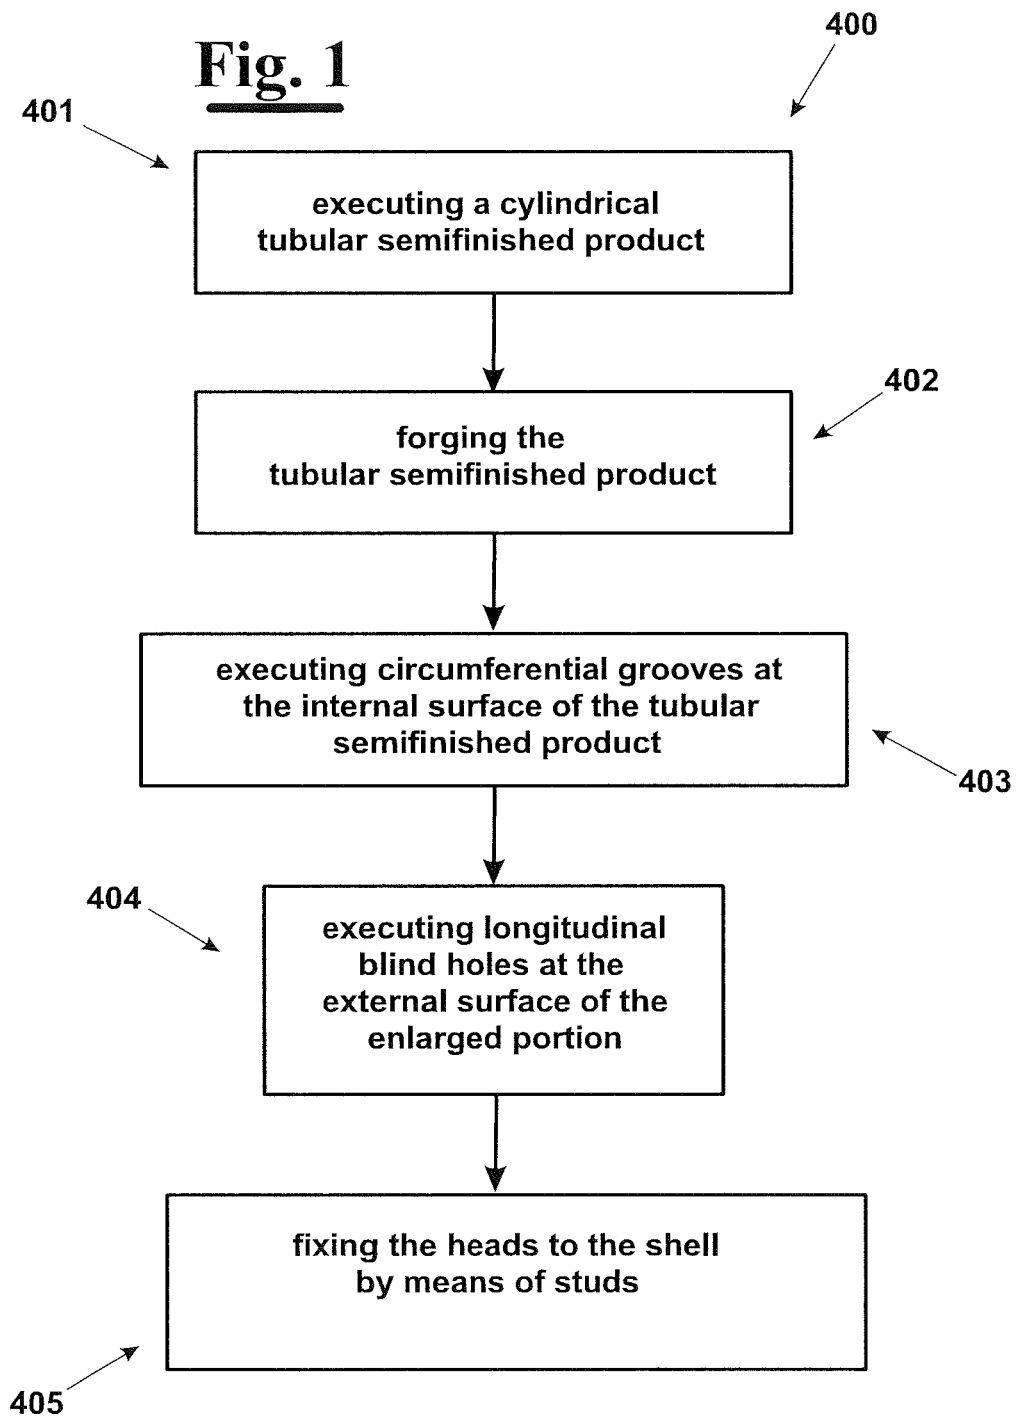 400
Fig. 1
401
executing a cylindrical
tubular semifinished product
402
forging the
tubular semifinished product
executing circumferential grooves at
the internal surface of the tubular
semifinished product
403
404
executing longitudinal
blind holes at the
external surface of the
enlarged portion
fixing the heads to the shell
by means of studs
405